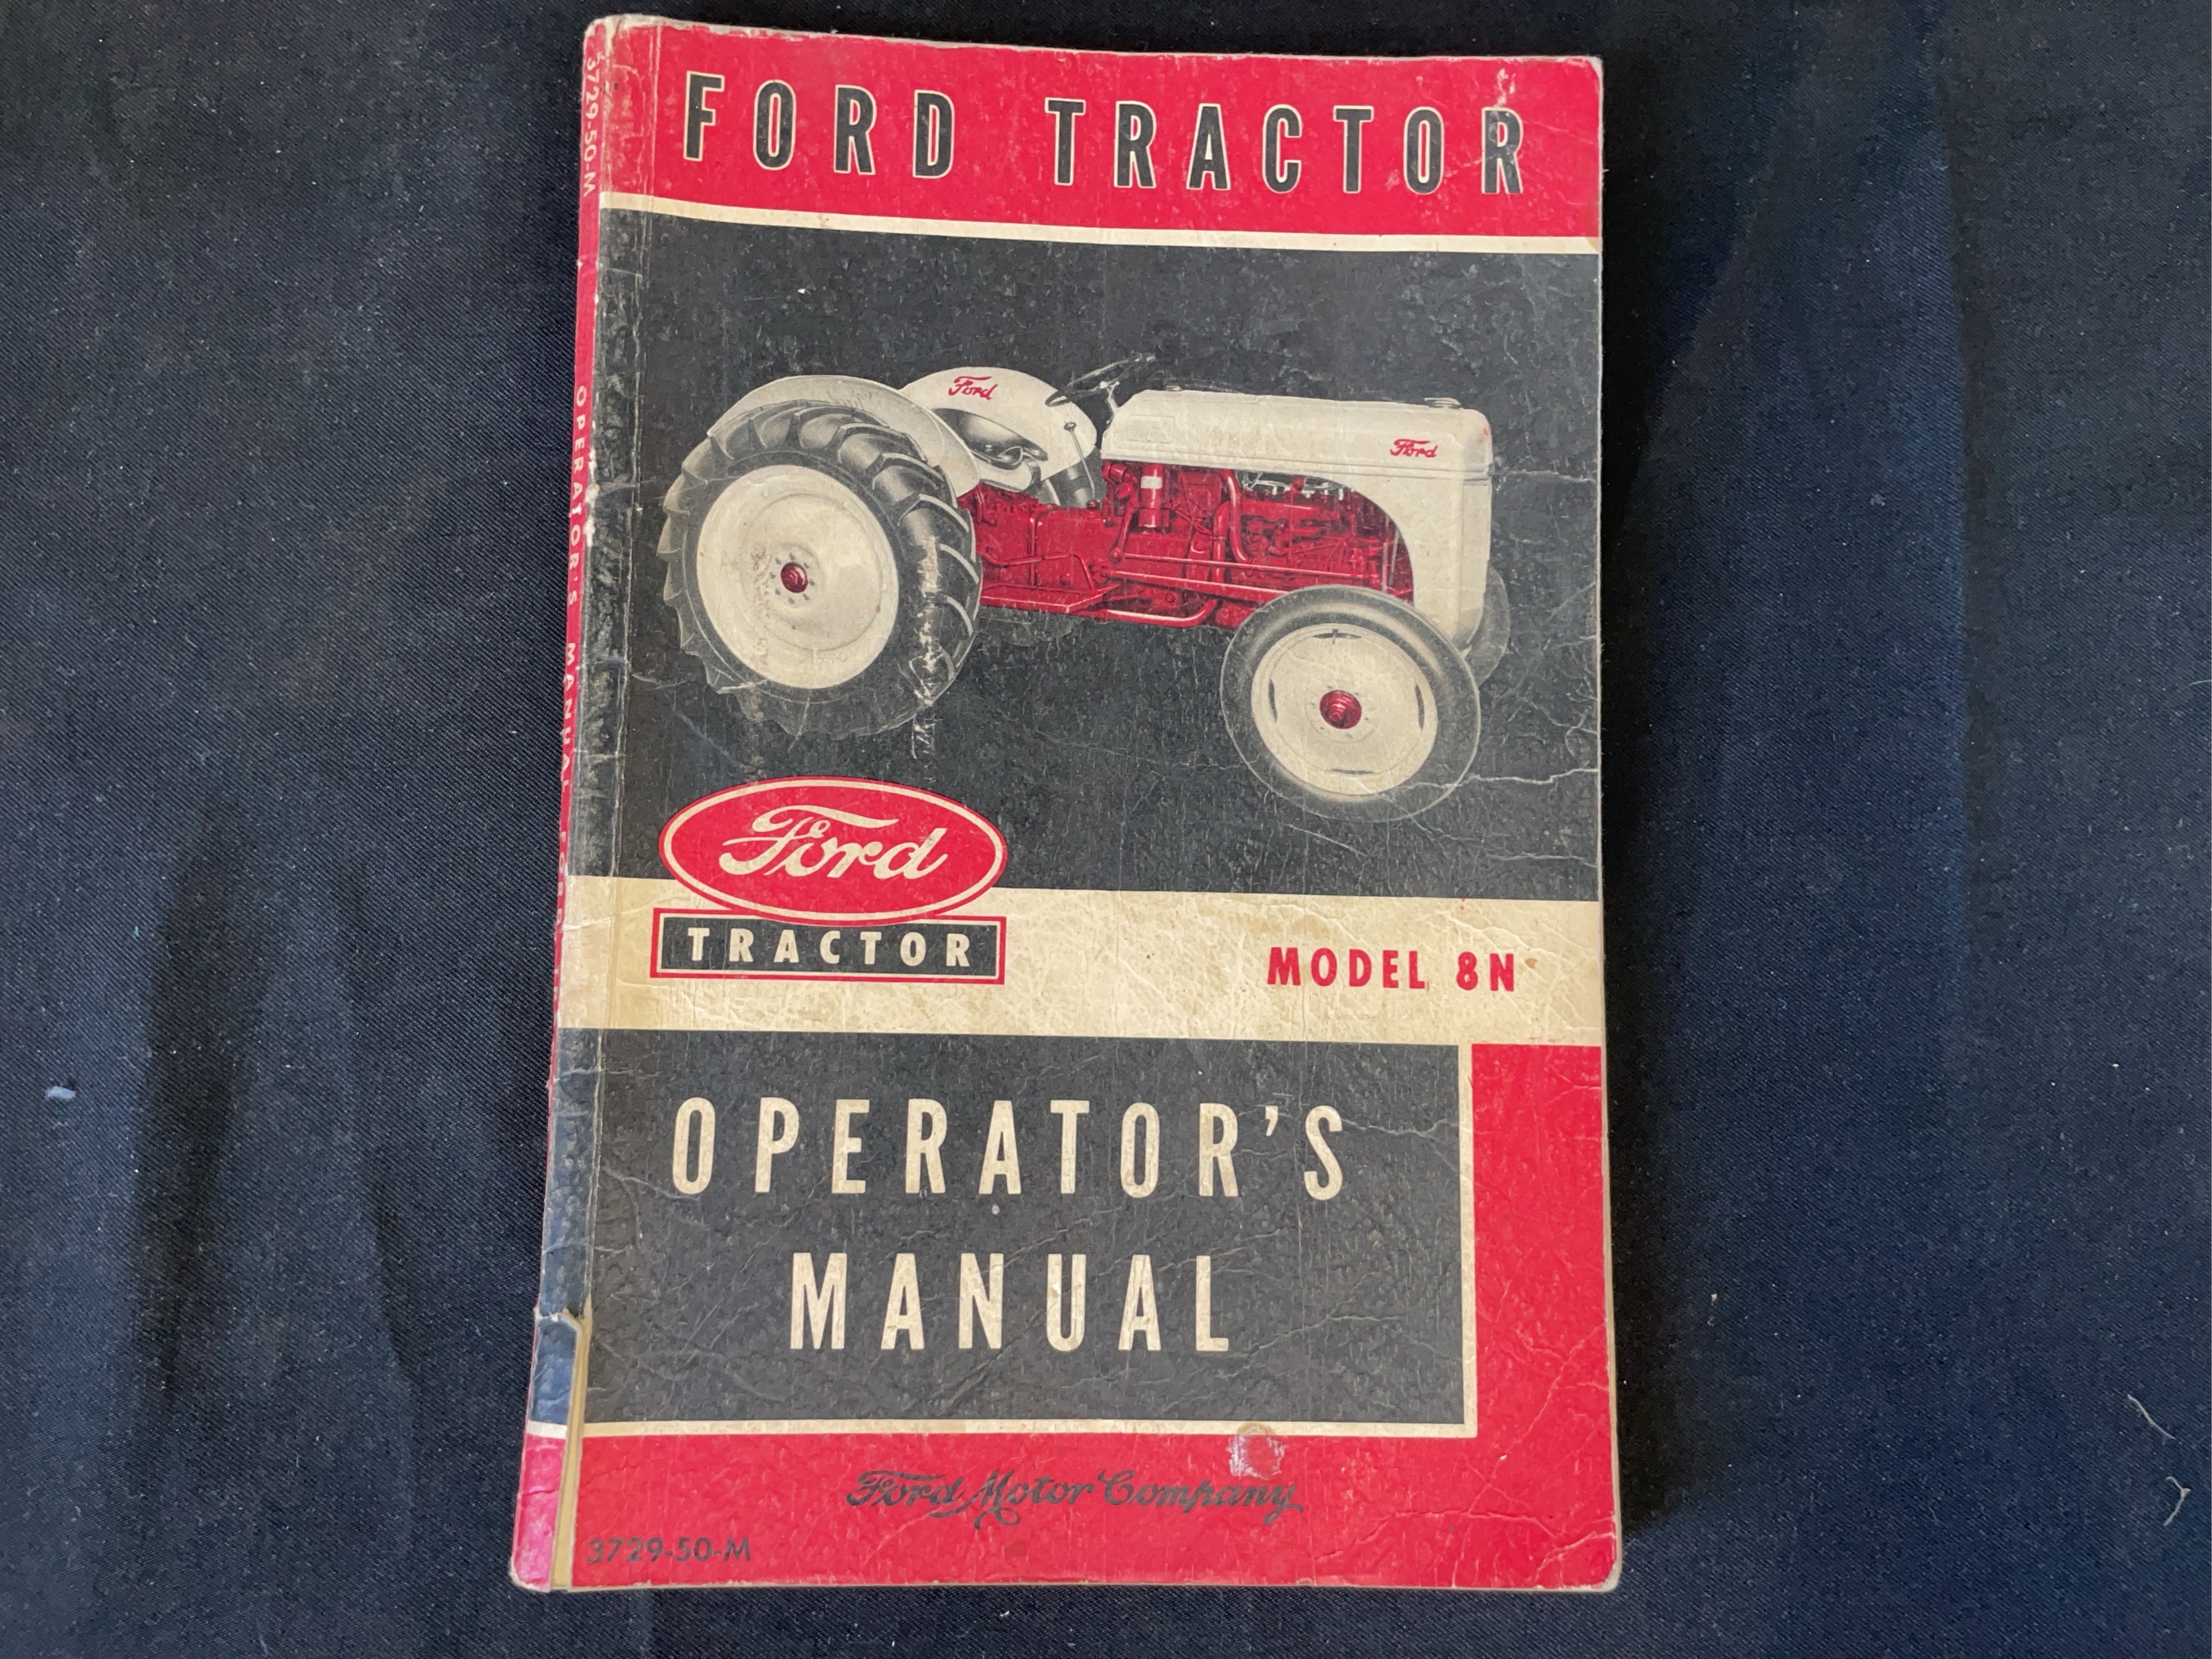 FORD TRACTOR
Ford
Ford
Ford
TRACTOR
MODEL 8N
OPERATOR'S
MANUAL
Ford Motor Company
3729-50-M
3729-50-M OPERATOR'S MANUAL FORD